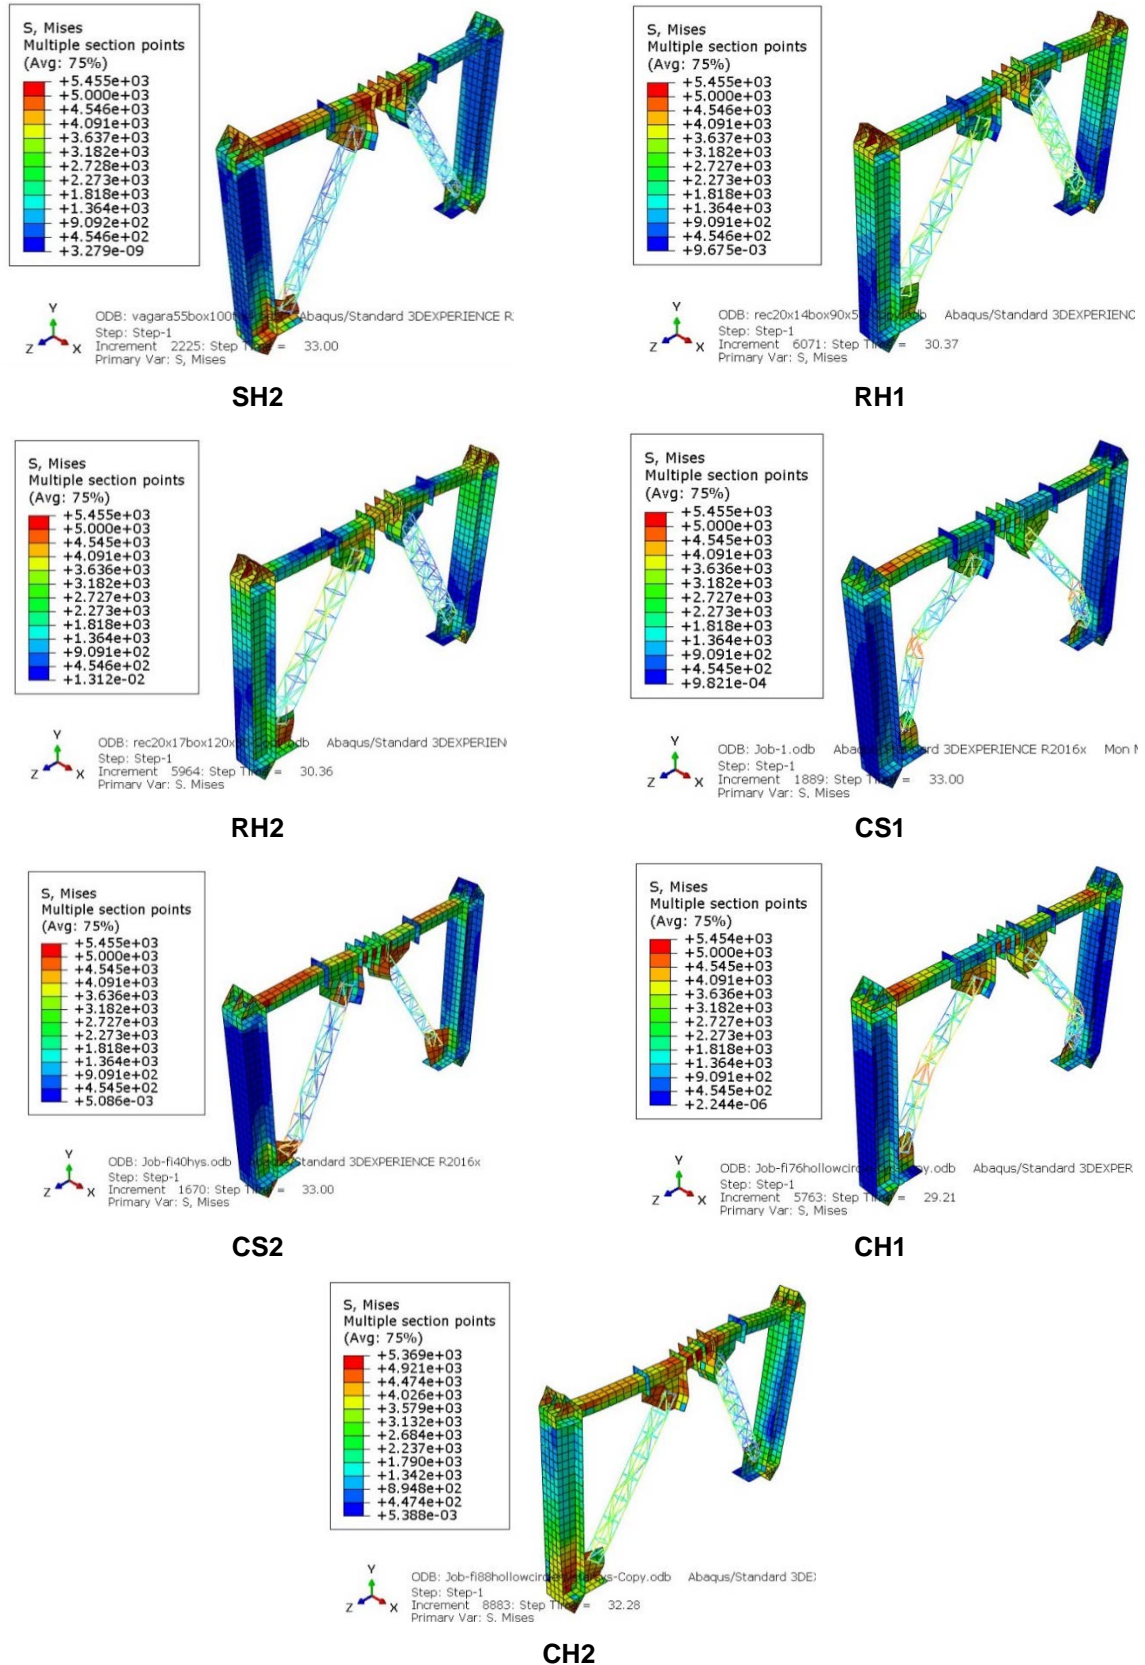 S, Mises
Multiple section points
(Avg: 75%)
+5.455e+03
+5.000e+03
+4.546e+03
+4.091e+03
+3.637e+03
+3.182e+03
+2.728e+03
+2.273e+03
+1.818e+03
+1.364e+03
+9.092e+02
+4.546e+02
+3.279e-09
Y
Z X
ODB: vagara55box100 Abaqus/Standard 3DEXPERIENCE R
Step: Step-1
Increment 2225: Step Time = 33.00
Primary Var: S, Mises
SH2
S, Mises
Multiple section points
(Avg: 75%)
+5.455e+03
+5.000e+03
+4.546e+03
+4.091e+03
+3.637e+03
+3.182e+03
+2.728e+03
+2.273e+03
+1.818e+03
+1.364e+03
+9.091e+02
+4.546e+02
+9.675e-03
Y
Z X
ODB: rec20x14box90x5 Abaqus/Standard 3DEXPERIENC
Step: Step-1
Increment 6071: Step Time = 30.37
Primary Var: S, Mises
RH1
S, Mises
Multiple section points
(Avg: 75%)
+5.455e+03
+5.000e+03
+4.545e+03
+4.091e+03
+3.636e+03
+3.182e+03
+2.727e+03
+2.273e+03
+1.818e+03
+1.364e+03
+9.091e+02
+4.546e+02
+1.312e-02
Y
Z X
ODB: rec20x17box120x Abaqus/Standard 3DEXPERIEN
Step: Step-1
Increment 5964: Step Time = 30.36
Primary Var: S, Mises
RH2
S, Mises
Multiple section points
(Avg: 75%)
+5.455e+03
+5.000e+03
+4.545e+03
+4.091e+03
+3.636e+03
+3.182e+03
+2.727e+03
+2.273e+03
+1.818e+03
+1.364e+03
+9.091e+02
+4.545e+02
+9.821e-04
Y
Z X
ODB: Job-1.odb Abaqus/Standard 3DEXPERIENCE R2016x Mon
Step: Step-1
Increment 1889: Step Time = 33.00
Primary Var: S, Mises
CS1
S, Mises
Multiple section points
(Avg: 75%)
+5.455e+03
+5.000e+03
+4.545e+03
+4.091e+03
+3.636e+03
+3.182e+03
+2.727e+03
+2.273e+03
+1.818e+03
+1.364e+03
+9.091e+02
+4.545e+02
+5.086e-03
Y
Z X
ODB: Job-fi40hys.odb Abaqus/Standard 3DEXPERIENCE R2016x
Step: Step-1
Increment 1670: Step Time = 33.00
Primary Var: S, Mises
CS2
S, Mises
Multiple section points
(Avg: 75%)
+5.454e+03
+5.000e+03
+4.545e+03
+4.091e+03
+3.636e+03
+3.182e+03
+2.727e+03
+2.273e+03
+1.818e+03
+1.364e+03
+9.091e+02
+4.545e+02
+2.244e-06
Y
Z X
ODB: Job-fi76hollowcir Copy.odb Abaqus/Standard 3DEXPER
Step: Step-1
Increment 5763: Step Time = 29.21
Primary Var: S, Mises
CH1
S, Mises
Multiple section points
(Avg: 75%)
+5.369e+03
+4.921e+03
+4.474e+03
+4.026e+03
+3.579e+03
+3.132e+03
+2.684e+03
+2.237e+03
+1.790e+03
+1.342e+03
+8.948e+02
+4.474e+02
+5.388e-03
Y
Z X
ODB: Job-fi88hollowcir ys-Copy.odb Abaqus/Standard 3DE
Step: Step-1
Increment 8883: Step Time = 32.28
Primary Var: S, Mises
CH2